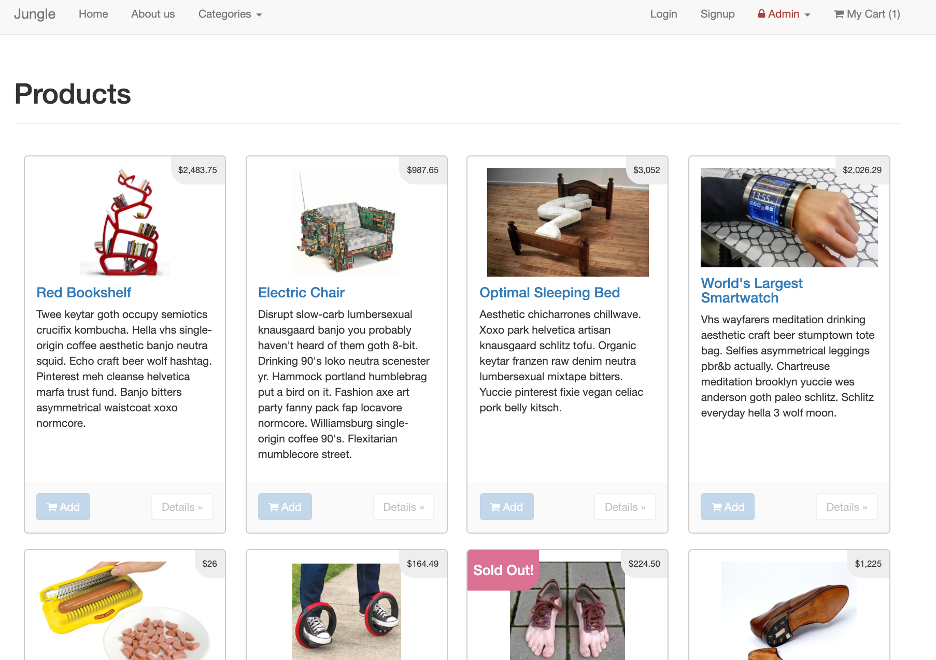 Jungle Home About us Categories Login Signup Admin My Cart (1)
Products
$2,483.75
Red Bookshelf
Twee keytar goth occupy semiotics
crucifix kombucha. Hella vhs single-
origin coffee aesthetic banjo neutra
squid. Echo craft beer wolf hashtag.
Pinterest meh cleanse helvetica
marfa trust fund. Banjo bitters
asymmetrical waistcoat xoxo
normcore.
Add Details »
$987.65
Electric Chair
Disrupt slow-carb lumbersexual
knausgaard banjo you probably
haven't heard of them goth 8-bit.
Drinking 90's loko neutra scenester
yr. Hammock portland humblebrag
put a bird on it. Fashion axe art
party fanny pack fap locavore
normcore. Williamsburg single-
origin coffee 90's. Flexitarian
mumblecore street.
Add Details »
$3,052
Optimal Sleeping Bed
Aesthetic chicharrones chillwave.
Xoxo park helvetica artisan
knausgaard schlitz tofu. Organic
keytar franzen raw denim neutra
lumbersexual mixtape bitters.
Yuccie pinterest fixie vegan celiac
pork belly kitsch.
Add Details »
$2,026.29
World's Largest
Smartwatch
Vhs wayfarers meditation drinking
aesthetic craft beer stumptown tote
bag. Selfies asymmetrical leggings
pbr&b actually. Chartreuse
meditation brooklyn yuccie wes
anderson goth paleo schlitz. Schlitz
everyday hella 3 wolf moon.
Add Details »
$26
$164.49
Sold Out!
$224.50
$1,225